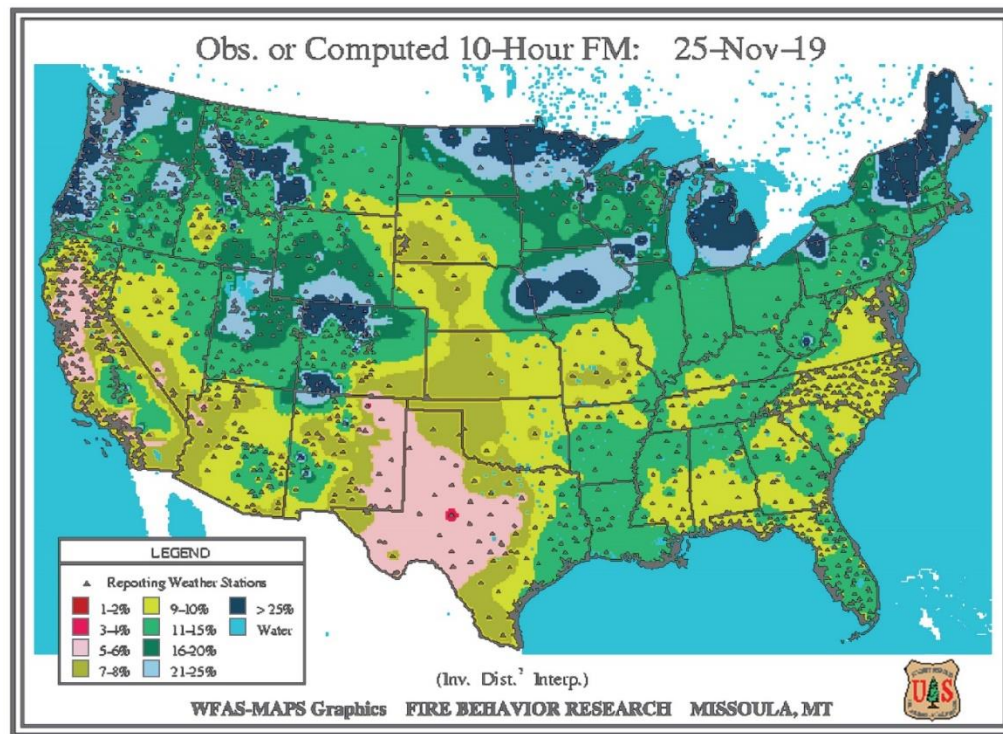 Obs. or Computed 10-Hour FM: 25-Nov-19
LEGEND
Reporting Weather Stations
1-2%
3-4%
5-6%
7-8%
9-10%
11-15%
16-20%
21-25%
> 25%
Water
(Inv. Dist.² Interp.)
WFAS-MAPS Graphics FIRE BEHAVIOR RESEARCH MISSOULA, MT
U S